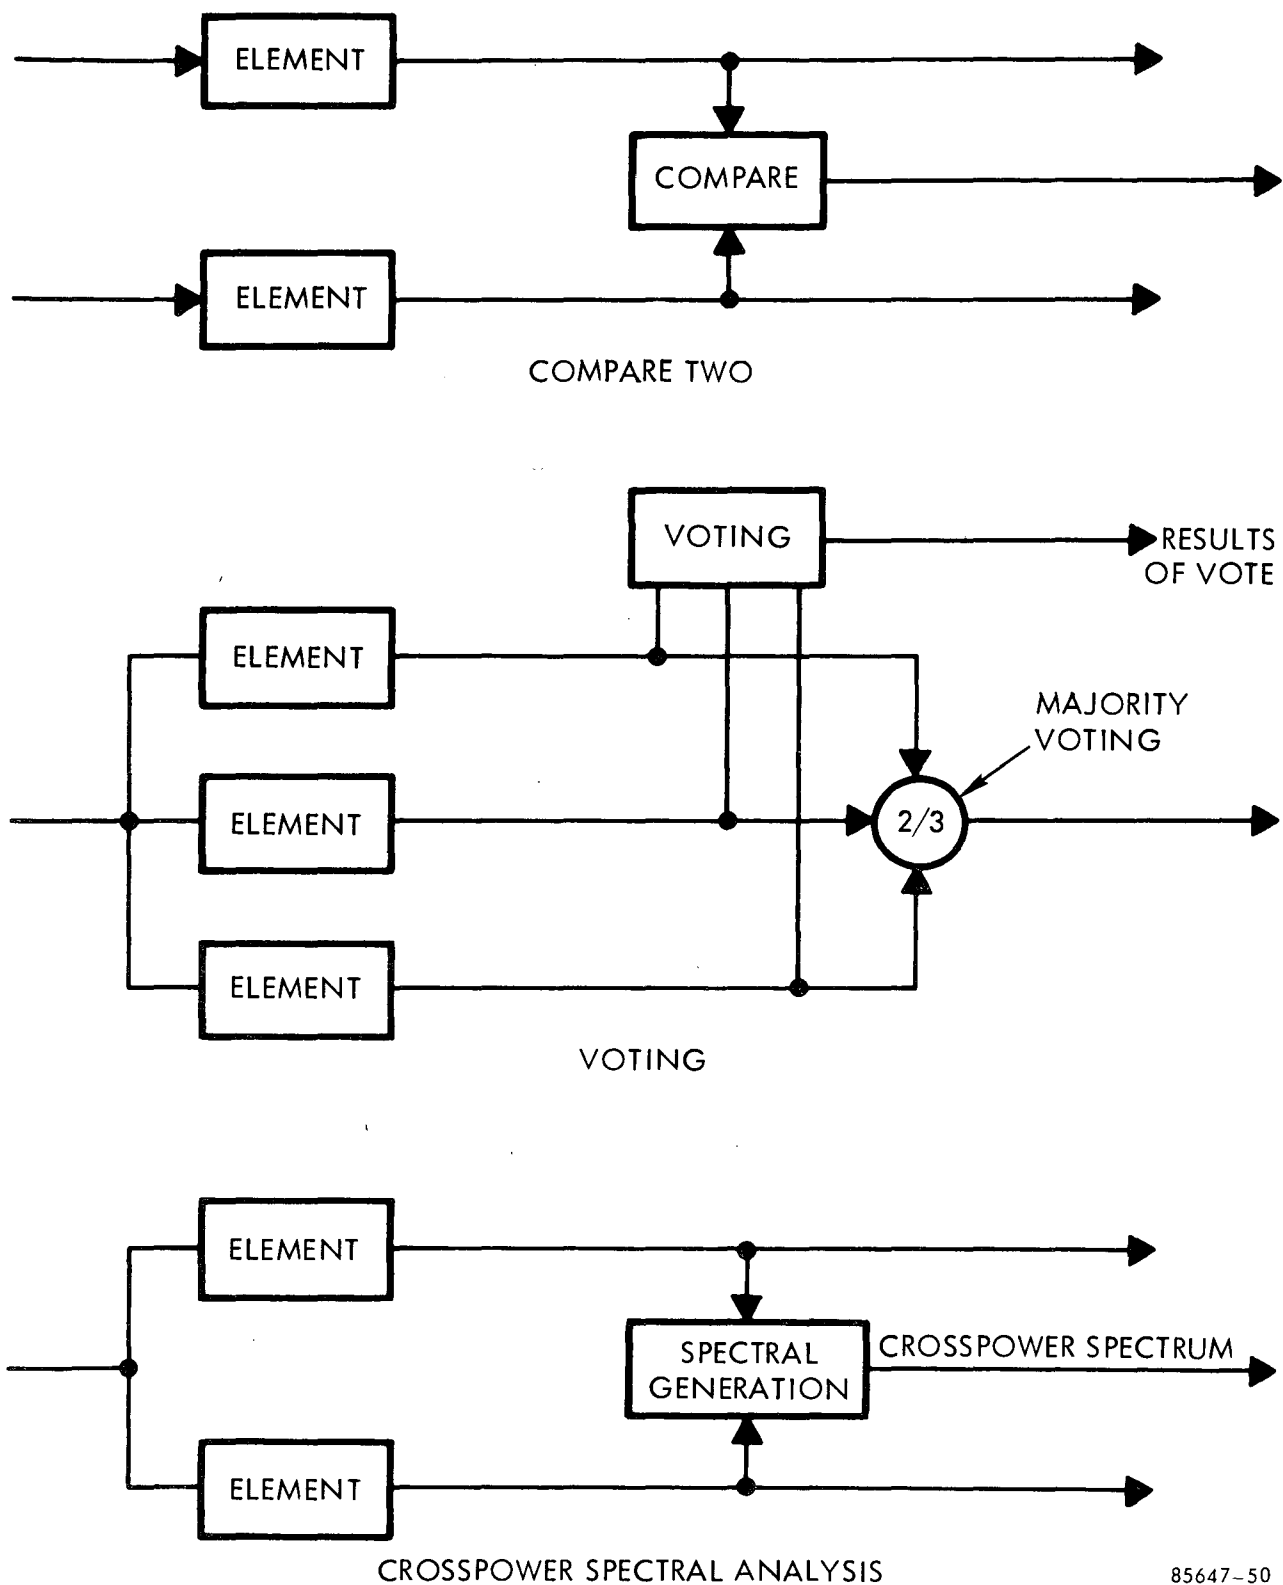 ELEMENT
COMPARE
ELEMENT
COMPARE TWO
VOTING
RESULTS
OF VOTE
ELEMENT
MAJORITY
VOTING
ELEMENT
2/3
ELEMENT
VOTING
ELEMENT
SPECTRAL
GENERATION
CROSSPOWER SPECTRUM
ELEMENT
CROSSPOWER SPECTRAL ANALYSIS
85647-50